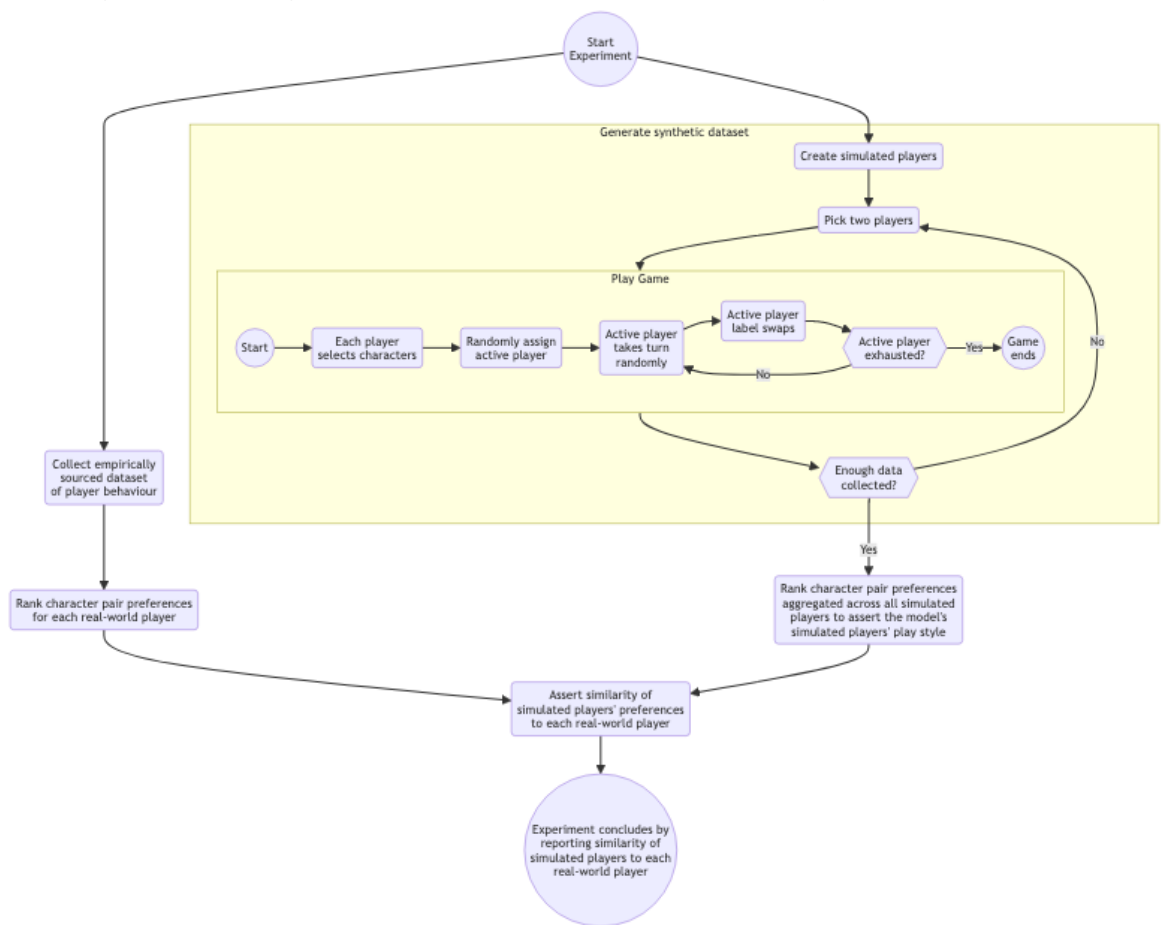 Start
Experiment
Generate synthetic dataset
Create simulated players
Pick two players
Play Game
Start
Each player
selects characters
Randomly assign
active player
Active player
takes turn
randomly
Active player
label swaps
Active player
exhausted?
Yes
Game
ends
No
No
Collect empirically
sourced dataset
of player behaviour
Enough data
collected?
Yes
Rank character pair preferences
for each real-world player
Rank character pair preferences
aggregated across all simulated
players to assert the model's
simulated players' play style
Assert similarity of
simulated players' preferences
to each real-world player
Experiment concludes by
reporting similarity of
simulated players to each
real-world player